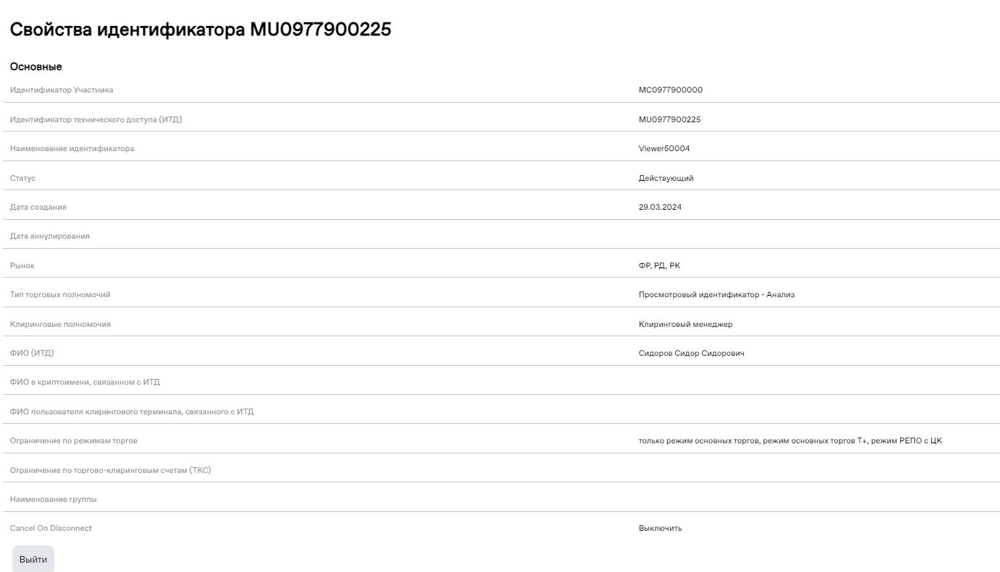 Свойства идентификатора MU0977900225
Основные
Идентификатор Участника MC0977900000
Идентификатор технического доступа (ИТД) MU0977900225
Наименование идентификатора Viewer50004
Статус Действующий
Дата создания 29.03.2024
Дата аннулирования
Рынок ФР, РД, РК
Тип торговых полномочий Просмотровый идентификатор - Анализ
Клиринговые полномочия Клиринговый менеджер
ФИО (ИТД) Сидоров Сидор Сидорович
ФИО в криптоимени, связанном с ИТД
ФИО пользователя клирингового терминала, связанного с ИТД
Ограничение по режимам торгов только режим основных торгов, режим основных торгов Т+, режим РЕПО с ЦК
Ограничение по торгово-клиринговым счетам (ТКС)
Наименование группы
Cancel On Disconnect Выключить
Выйти